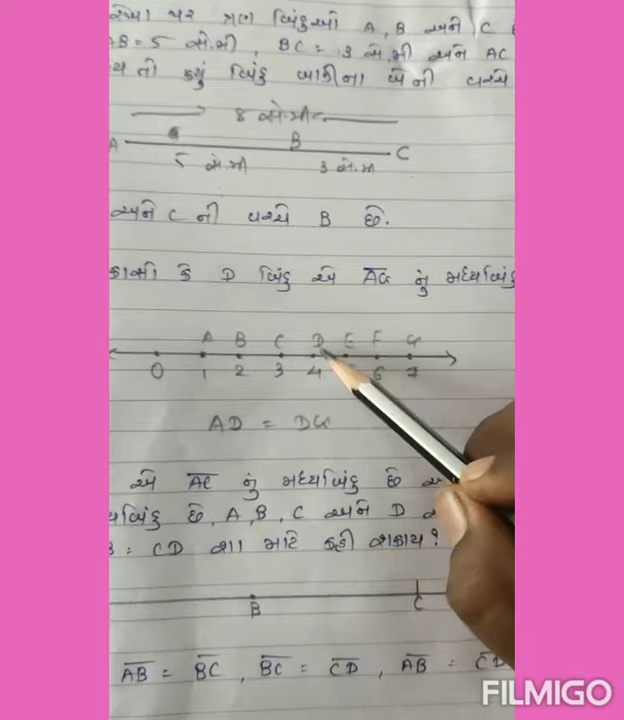 પર ત્રણ બિંદુઓ A, B અને C
AB = 5 સે.મી, BC = 3 સે.મી અને AC
તો કયું બિંદુ બાકીના બે ની વચ્ચે
8 સે.મી
A B C
5 સે.મી 3 સે.મી
અને C ની વચ્ચે B છે.
કે D બિંદુ એ AG નું મધ્યબિંદુ
A B C D E F G
0 1 2 3 4 6 7
AD = DG
એ AC નું મધ્યબિંદુ છે
છે, A, B, C અને D
= CD શા માટે કહી શકાય?
B C
AB = BC, BC = CD, AB = CD
FILMIGO